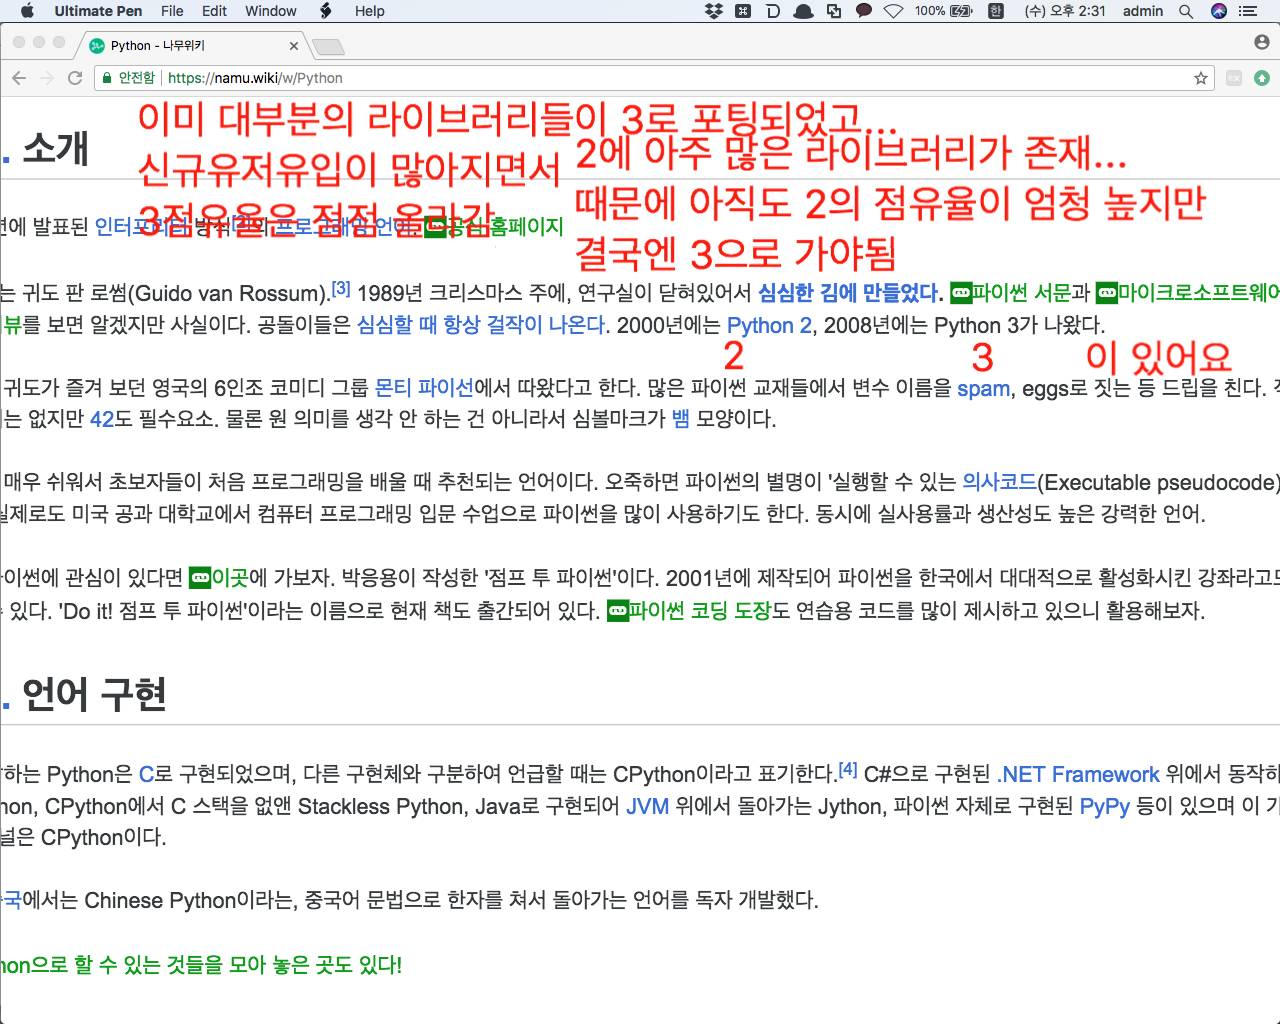 Ultimate Pen File Edit Window Help 100% 한 (수) 오후 2:31 admin
Python - 나무위키
안전함 https://namu.wiki/w/Python
이미 대부분의 라이브러리들이 3로 포팅되었고...
. 소개
신규유저유입이 많아지면서
3점유율은 점점 올라감
2에 아주 많은 라이브러리가 존재...
때문에 아직도 2의 점유율이 엄청 높지만
결국엔 3으로 가야됨
년에 발표된 인터프리터 방식[2]의 프로그래밍 언어. 공식 홈페이지
는 귀도 판 로썸(Guido van Rossum).[3] 1989년 크리스마스 주에, 연구실이 닫혀있어서 심심한 김에 만들었다. 파이썬 서문과 마이크로소프트웨어
뷰를 보면 알겠지만 사실이다. 공돌이들은 심심할 때 항상 걸작이 나온다. 2000년에는 Python 2, 2008년에는 Python 3가 나왔다.
2 3 이 있어요
귀도가 즐겨 보던 영국의 6인조 코미디 그룹 몬티 파이선에서 따왔다고 한다. 많은 파이썬 교재들에서 변수 이름을 spam, eggs로 짓는 등 드립을 친다.
는 없지만 42도 필수요소. 물론 원 의미를 생각 안 하는 건 아니라서 심볼마크가 뱀 모양이다.
매우 쉬워서 초보자들이 처음 프로그래밍을 배울 때 추천되는 언어이다. 오죽하면 파이썬의 별명이 '실행할 수 있는 의사코드(Executable pseudocode)
실제로도 미국 공과 대학교에서 컴퓨터 프로그래밍 입문 수업으로 파이썬을 많이 사용하기도 한다. 동시에 실사용률과 생산성도 높은 강력한 언어.
이썬에 관심이 있다면 이곳에 가보자. 박응용이 작성한 '점프 투 파이썬'이다. 2001년에 제작되어 파이썬을 한국에서 대대적으로 활성화시킨 강좌라고도
있다. 'Do it! 점프 투 파이썬'이라는 이름으로 현재 책도 출간되어 있다. 파이썬 코딩 도장도 연습용 코드를 많이 제시하고 있으니 활용해보자.
. 언어 구현
하는 Python은 C로 구현되었으며, 다른 구현체와 구분하여 언급할 때는 CPython이라고 표기한다.[4] C#으로 구현된 .NET Framework 위에서 동작하
hon, CPython에서 C 스택을 없앤 Stackless Python, Java로 구현되어 JVM 위에서 돌아가는 Jython, 파이썬 자체로 구현된 PyPy 등이 있으며 이 가
널은 CPython이다.
국에서는 Chinese Python이라는, 중국어 문법으로 한자를 쳐서 돌아가는 언어를 독자 개발했다.
hon으로 할 수 있는 것들을 모아 놓은 곳도 있다!